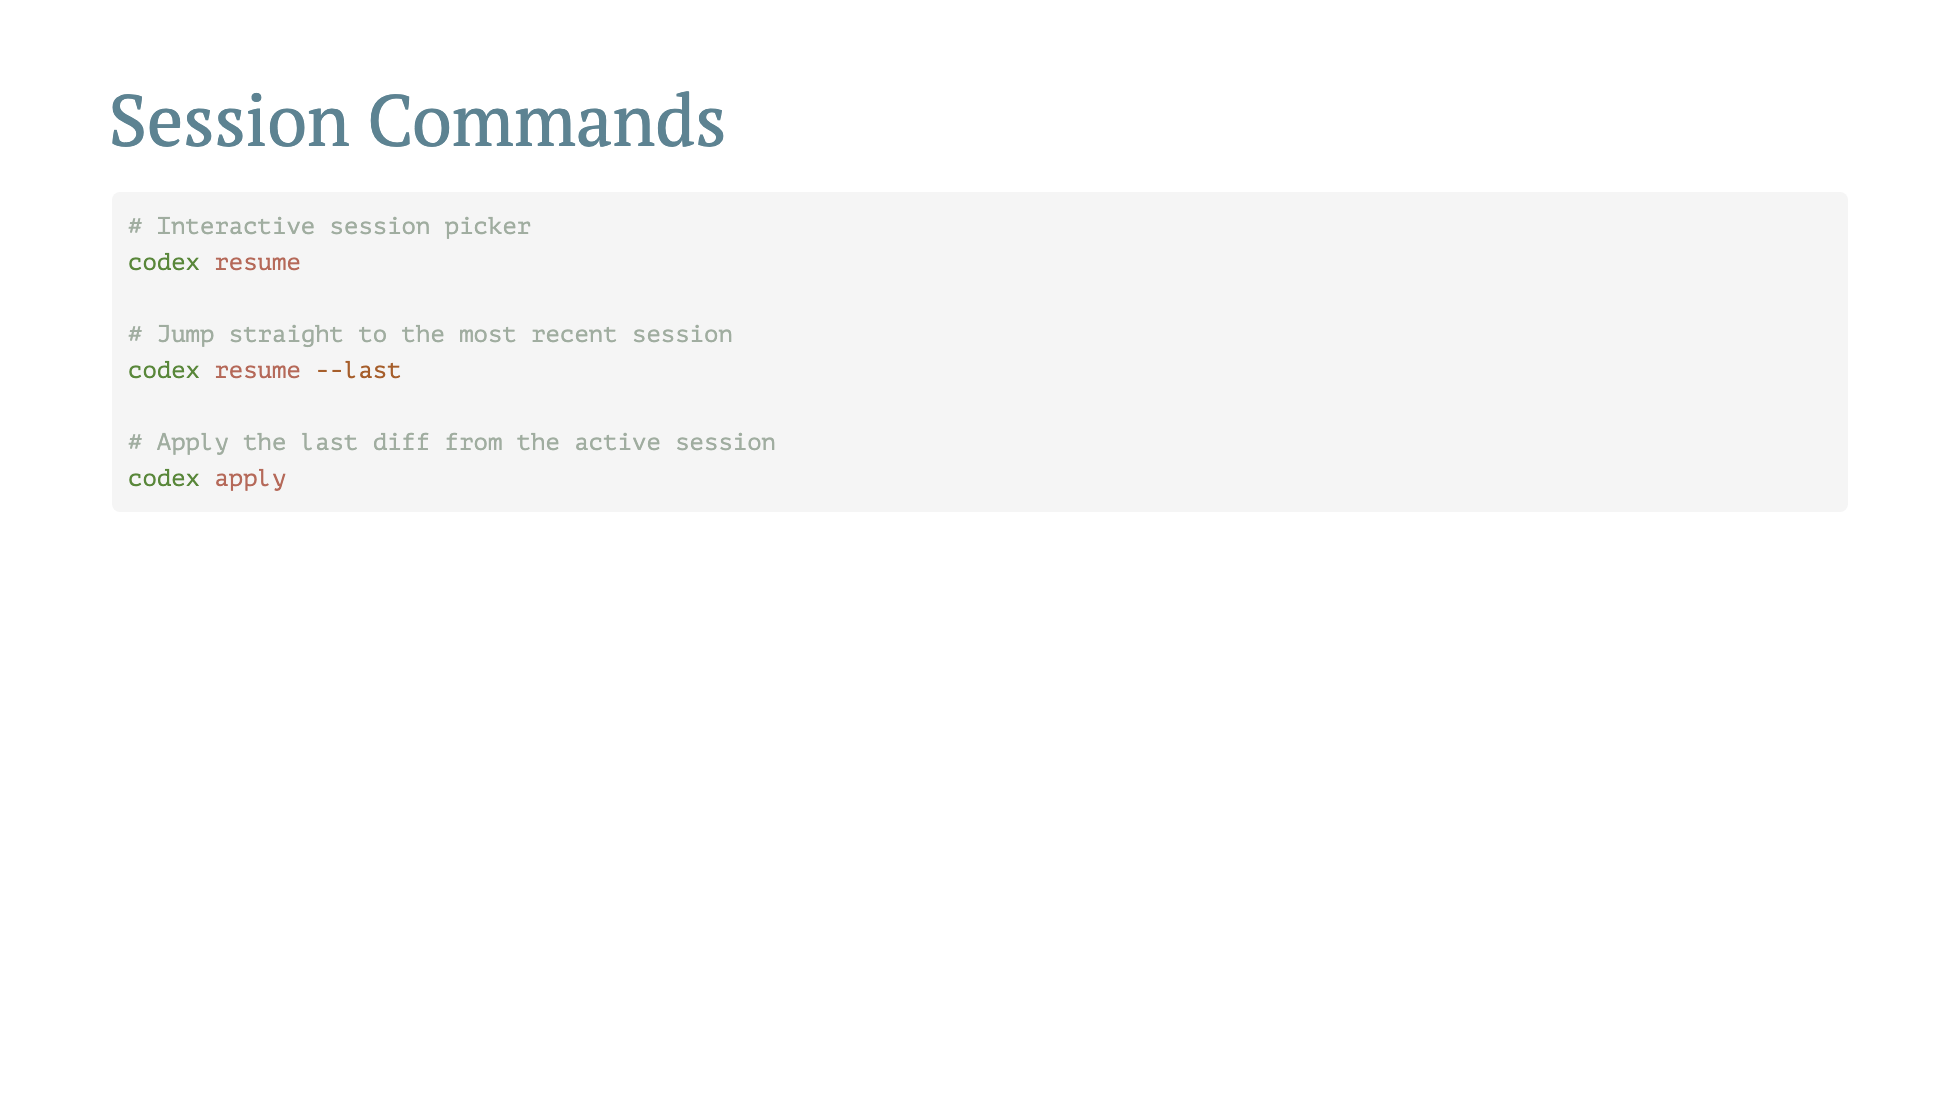 Session Commands
# Interactive session picker
codex resume
# Jump straight to the most recent session
codex resume --last
# Apply the last diff from the active session
codex apply